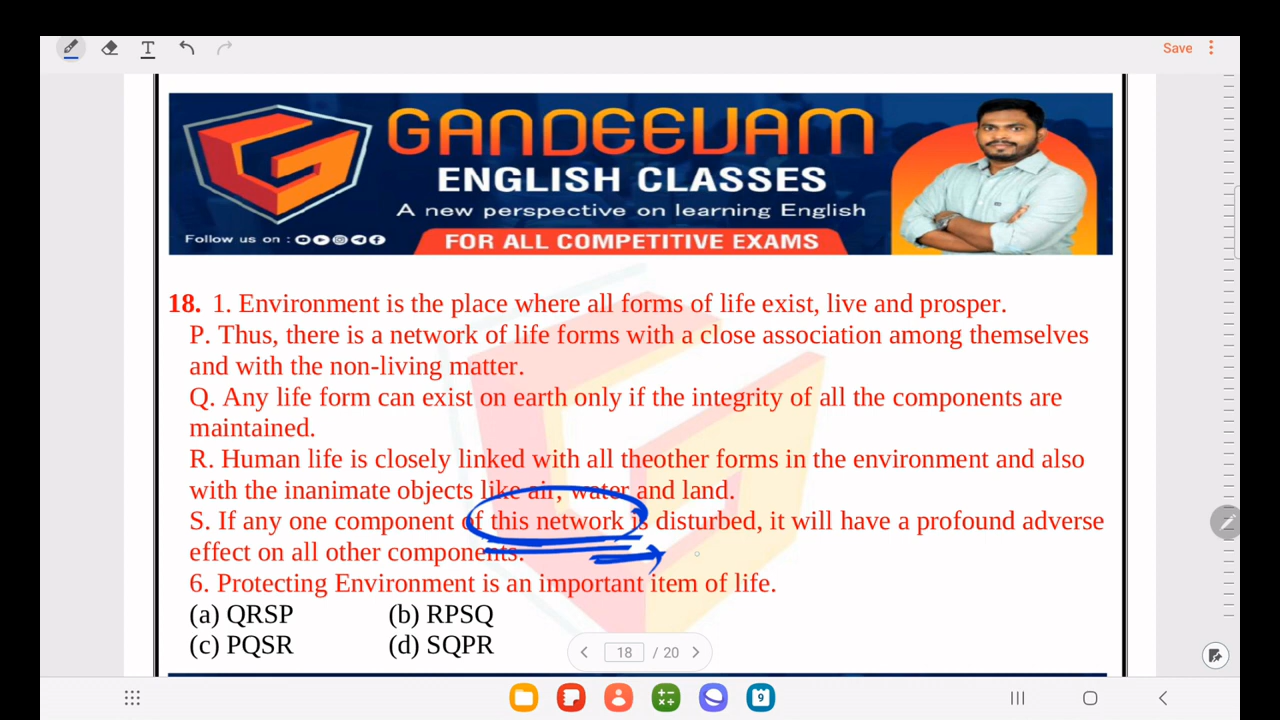 T
Save
GANDEEVAM
ENGLISH CLASSES
A new perspective on learning English
Follow us on :
FOR ALL COMPETITIVE EXAMS
18. 1. Environment is the place where all forms of life exist, live and prosper.
P. Thus, there is a network of life forms with a close association among themselves
and with the non-living matter.
Q. Any life form can exist on earth only if the integrity of all the components are
maintained.
R. Human life is closely linked with all theother forms in the environment and also
with the inanimate objects like air, water and land.
S. If any one component of this network is disturbed, it will have a profound adverse
effect on all other components.
6. Protecting Environment is an important item of life.
(a) QRSP (b) RPSQ
(c) PQSR (d) SQPR
18 / 20
9